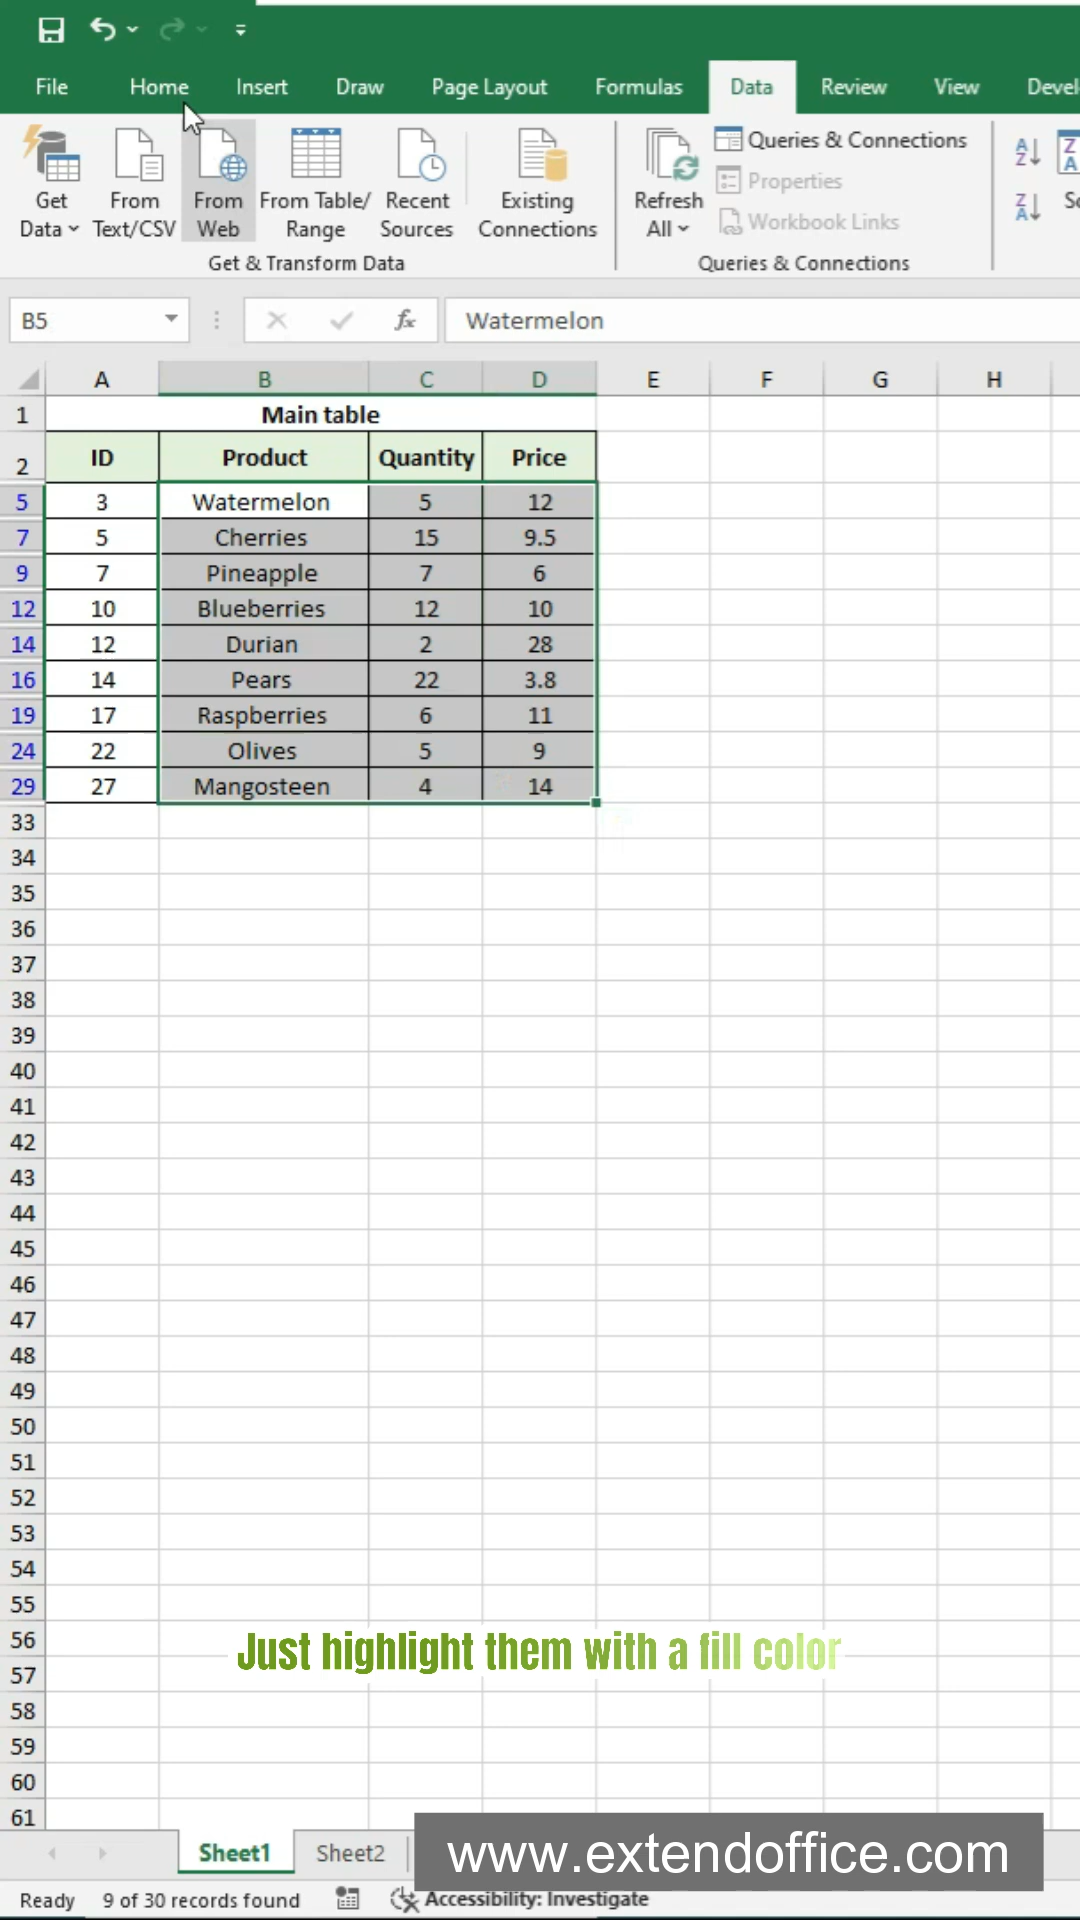 File Home Insert Draw Page Layout Formulas Data Review View Devel
Get Data From Text/CSV From Web From Table/ Range Recent Sources Existing Connections Refresh All Queries & Connections Properties Workbook Links
Get & Transform Data Queries & Connections
B5 fx Watermelon
A B C D E F G H
1 Main table
2 ID Product Quantity Price
5 3 Watermelon 5 12
7 5 Cherries 15 9.5
9 7 Pineapple 7 6
12 10 Blueberries 12 10
14 12 Durian 2 28
16 14 Pears 22 3.8
19 17 Raspberries 6 11
24 22 Olives 5 9
29 27 Mangosteen 4 14
33
34
35
36
37
38
39
40
41
42
43
44
45
46
47
48
49
50
51
52
53
54
55
56
Just highlight them with a fill color
57
58
59
60
61
Sheet1 Sheet2
www.extendoffice.com
Ready 9 of 30 records found Accessibility: Investigate